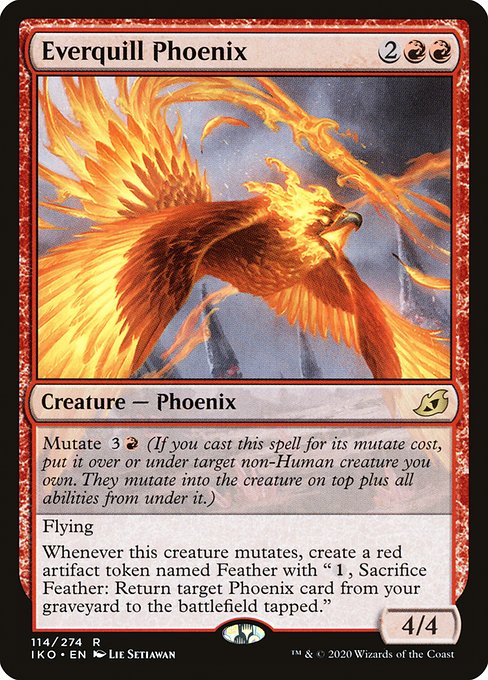 Everquill Phoenix 2
Creature — Phoenix
Mutate 3 (If you cast this spell for its mutate cost,
put it over or under target non-Human creature you
own. They mutate into the creature on top plus all
abilities from under it.)
Flying
Whenever this creature mutates, create a red
artifact token named Feather with “1, Sacrifice
Feather: Return target Phoenix card from your
graveyard to the battlefield tapped.”
4/4
114/274 R
IKO • EN Lie Setiawan
™ & © 2020 Wizards of the Coast